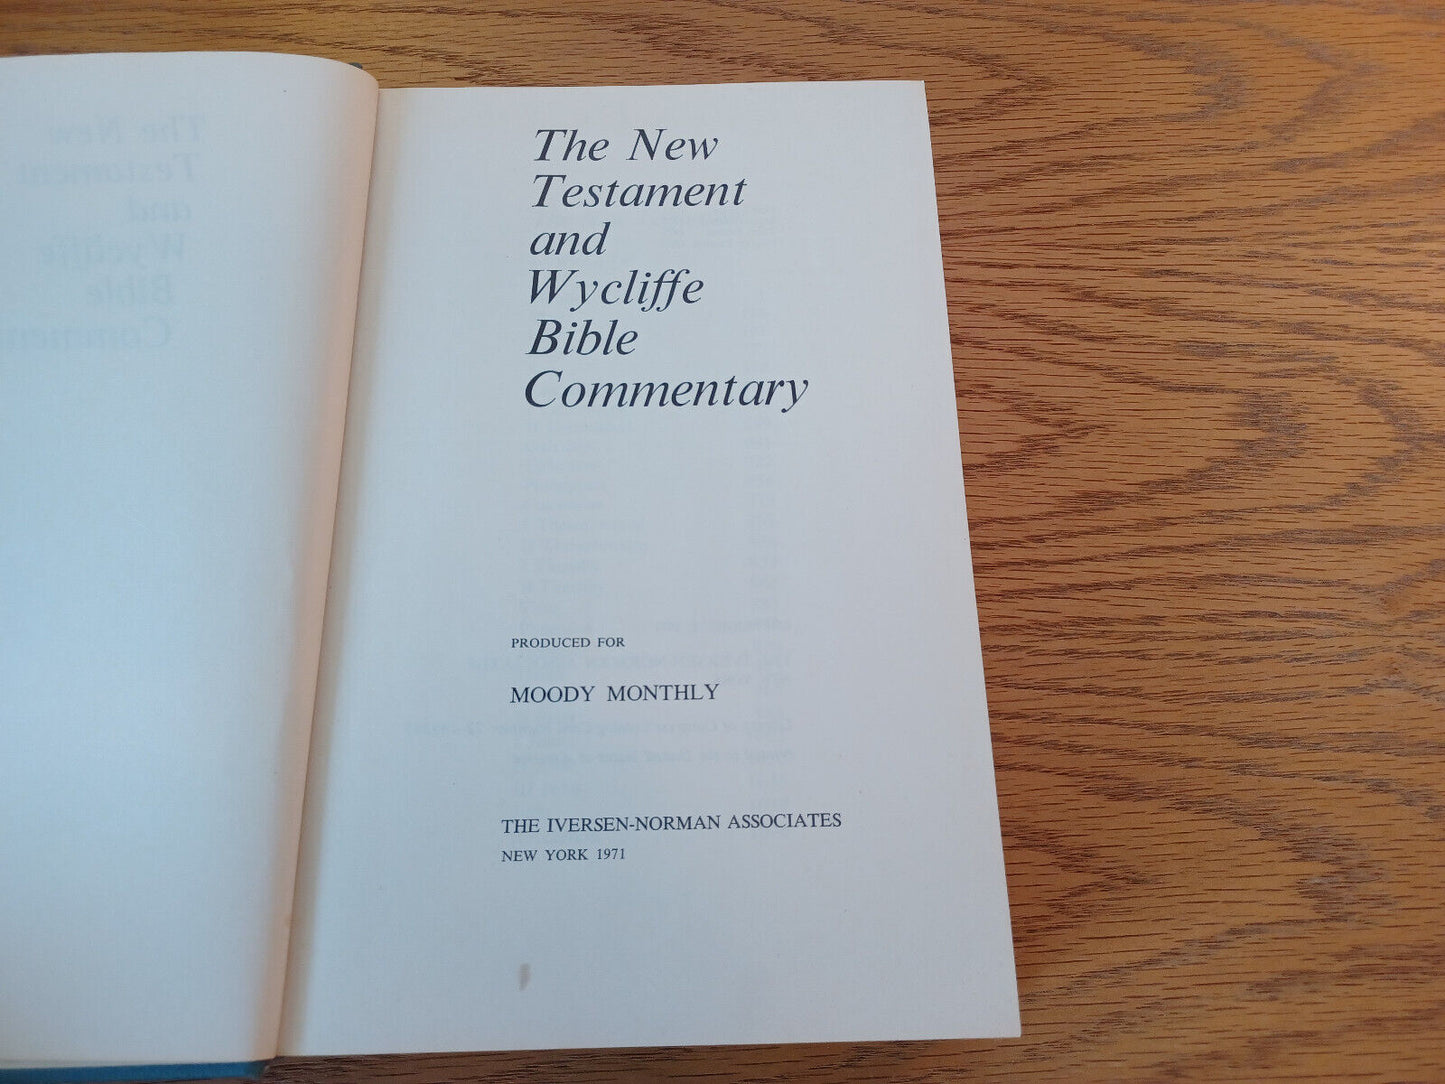 The New
Testament
and
Wycliffe
Bible
Commentary
PRODUCED FOR
MOODY MONTHLY
THE IVERSEN-NORMAN ASSOCIATES
NEW YORK 1971